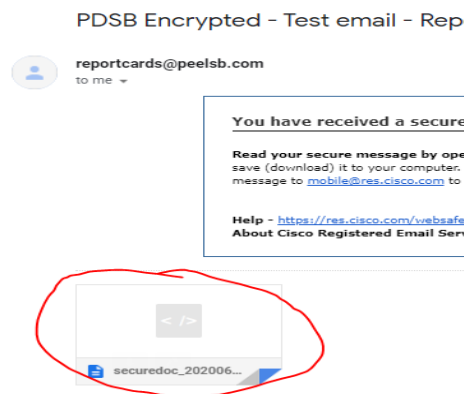 PDSB Encrypted - Test email - Rep
reportcards@peelsb.com
to me
You have received a secure
Read your secure message by ope
save (download) it to your computer.
message to mobile@res.cisco.com to
Help - https://res.cisco.com/websafe
About Cisco Registered Email Ser
< />
securedoc_202006...